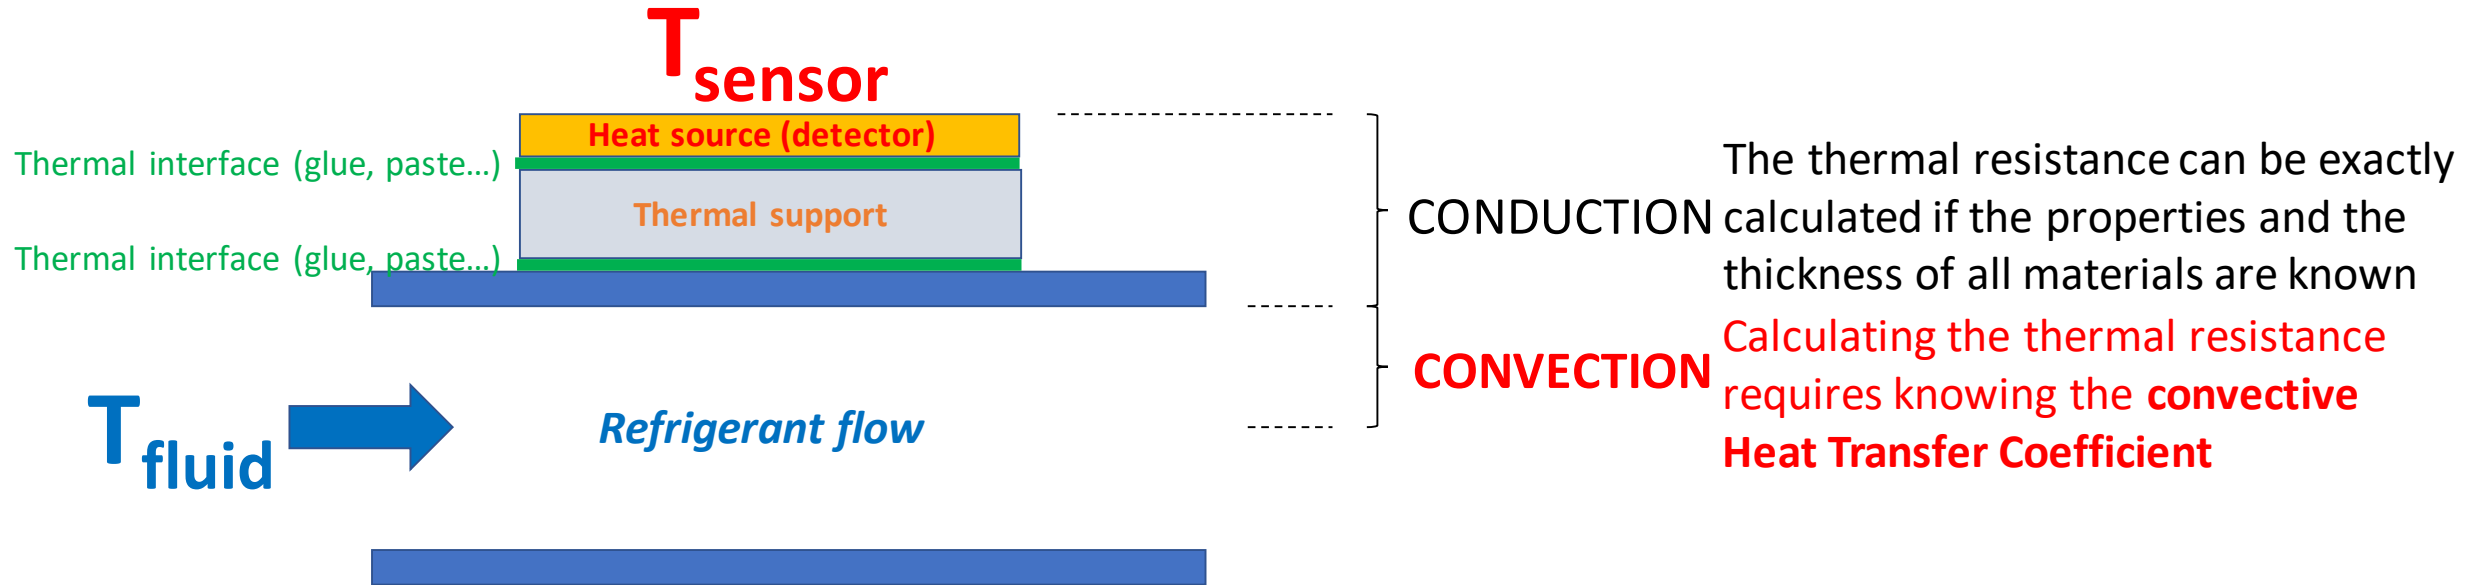 T sensor
Heat source (detector)
Thermal interface (glue, paste…)
Thermal support
Thermal interface (glue, paste…)
T fluid
Refrigerant flow
CONDUCTION
The thermal resistance can be exactly
calculated if the properties and the
thickness of all materials are known
CONVECTION
Calculating the thermal resistance
requires knowing the convective
Heat Transfer Coefficient